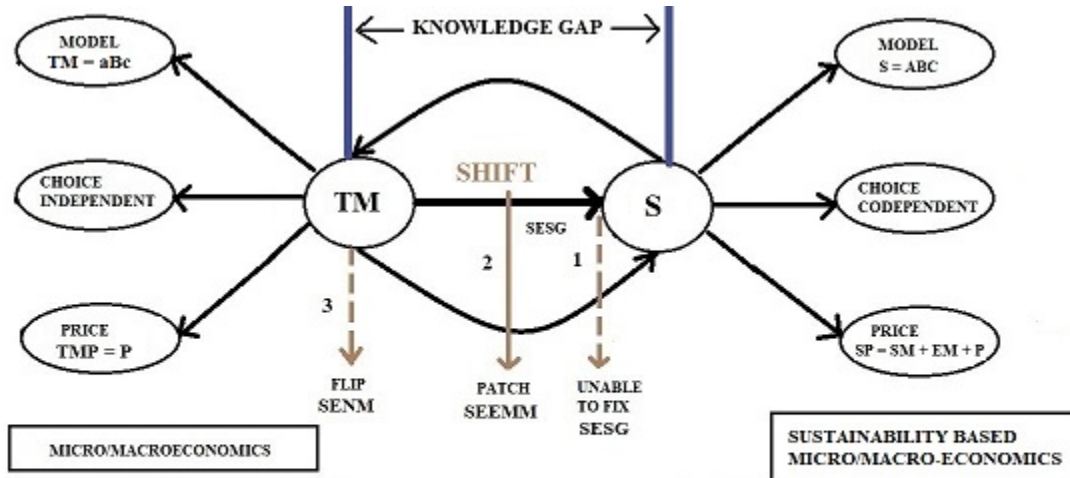 KNOWLEDGE GAP
MODEL
TM = aBc
MODEL
S = ABC
SHIFT
CHOICE
INDEPENDENT
TM
S
CHOICE
CODEPENDENT
SESG
2
1
3
PRICE
TMP = P
PRICE
SP = SM + EM + P
FLIP
SENM
PATCH
SEEMM
UNABLE
TO FIX
SESG
MICRO/MACROECONOMICS
SUSTAINABILITY BASED
MICRO/MACRO-ECONOMICS